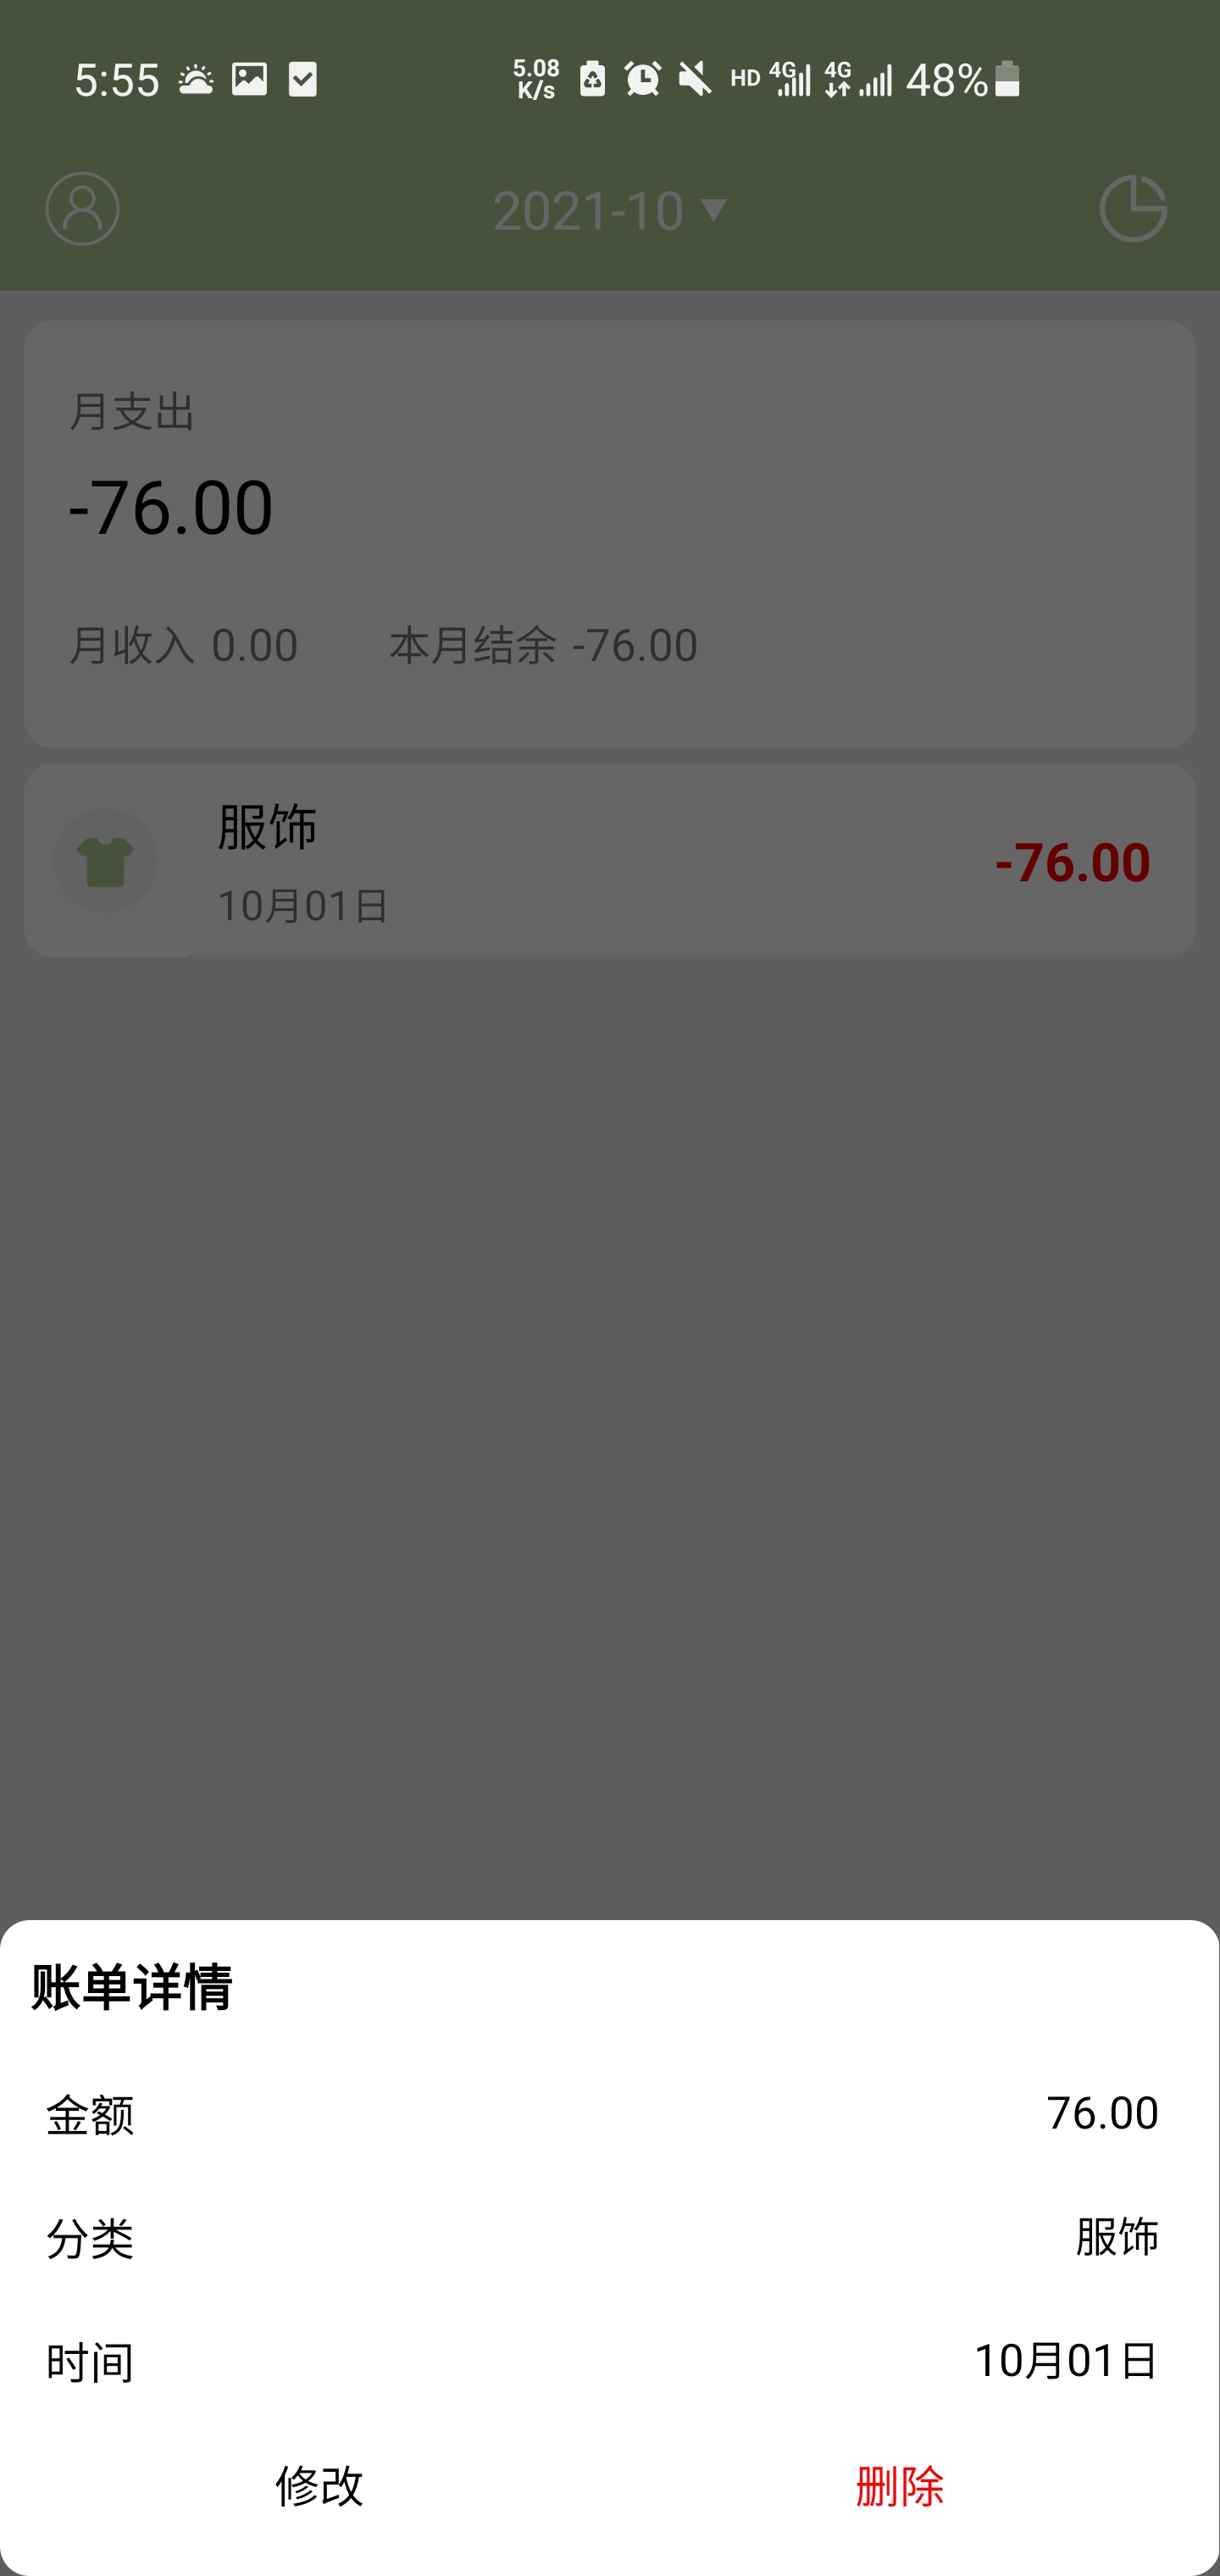 5:55 5.08 K/s HD 4G 4G 48%
2021-10
月支出
-76.00
月收入 0.00 本月结余 -76.00
服饰
-76.00
10月01日
账单详情
金额 76.00
分类 服饰
时间 10月01日
修改 删除